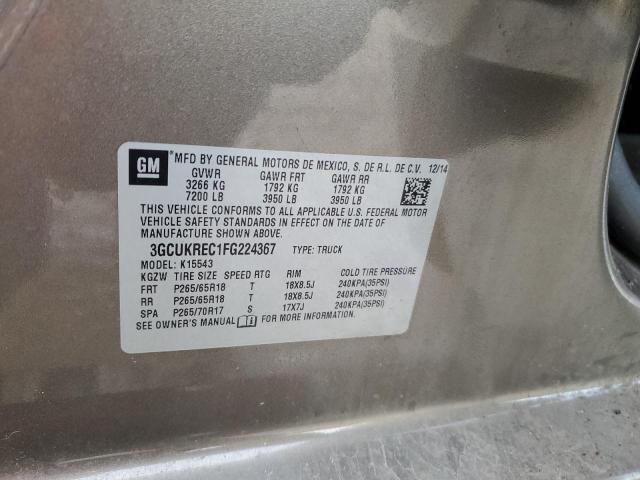 GM *MFD BY GENERAL MOTORS DE MEXICO, S. DE R.L. DE C.V. 12/14
GVWR GAWR FRT GAWR RR
3266 KG 1792 KG 1792 KG
7200 LB 3950 LB 3950 LB
THIS VEHICLE CONFORMS TO ALL APPLICABLE U.S. FEDERAL MOTOR
VEHICLE SAFETY STANDARDS IN EFFECT ON THE DATE OF
MANUFACTURE SHOWN ABOVE.
3GCUKREC1FG224367 TYPE: TRUCK
MODEL: K15543
KGZW TIRE SIZE SPEED RTG RIM COLD TIRE PRESSURE
FRT P265/65R18 T 18X8.5J 240KPA(35PSI)
RR P265/65R18 T 18X8.5J 240KPA(35PSI)
SPA P265/70R17 S 17X7J 240KPA(35PSI)
SEE OWNER'S MANUAL FOR MORE INFORMATION.